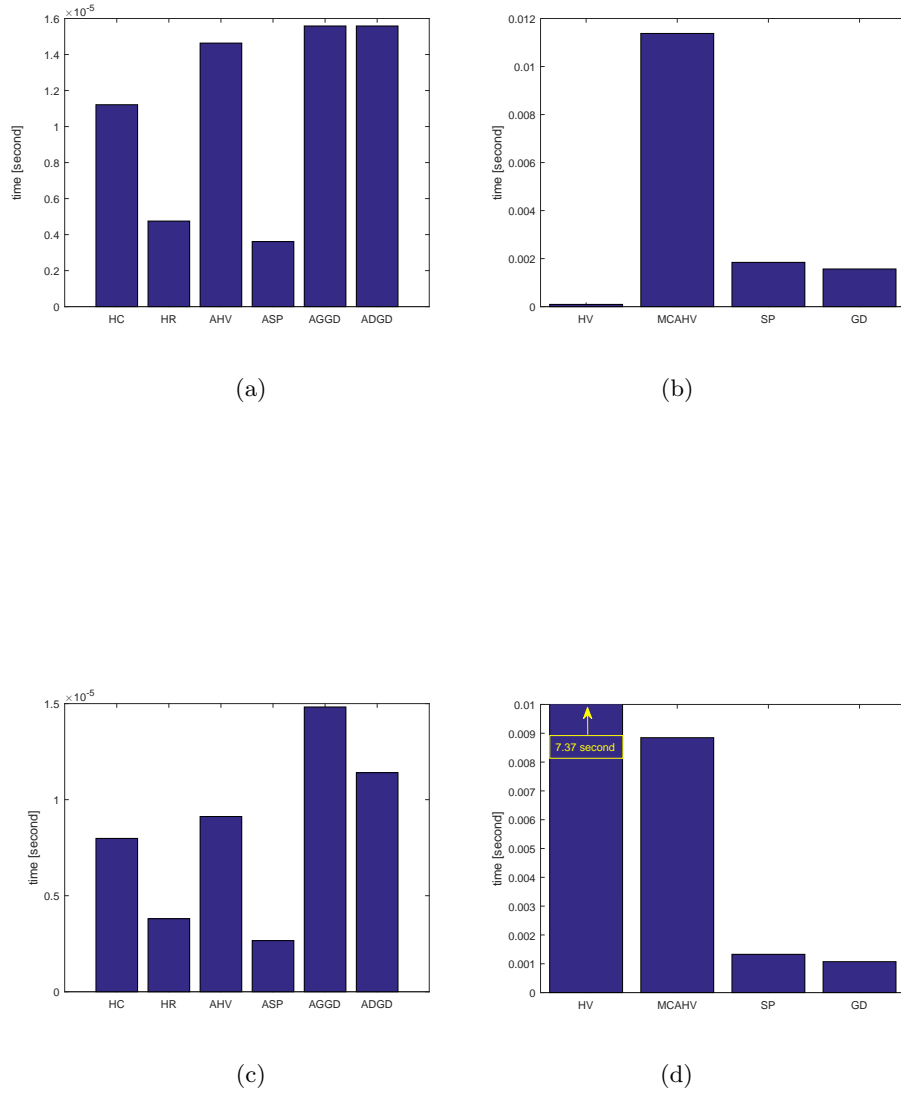 ×10-5
1.6
1.4
1.2
1
0.8
0.6
0.4
0.2
0
time [second]
HC HR AHV ASP AGGD ADGD
(a)
0.012
0.01
0.008
0.006
0.004
0.002
0
time [second]
HV MCAHV SP GD
(b)
×10-5
1.5
1
0.5
0
time [second]
HC HR AHV ASP AGGD ADGD
(c)
0.01
0.009
0.008
0.007
0.006
0.005
0.004
0.003
0.002
0.001
0
time [second]
7.37 second
HV MCAHV SP GD
(d)